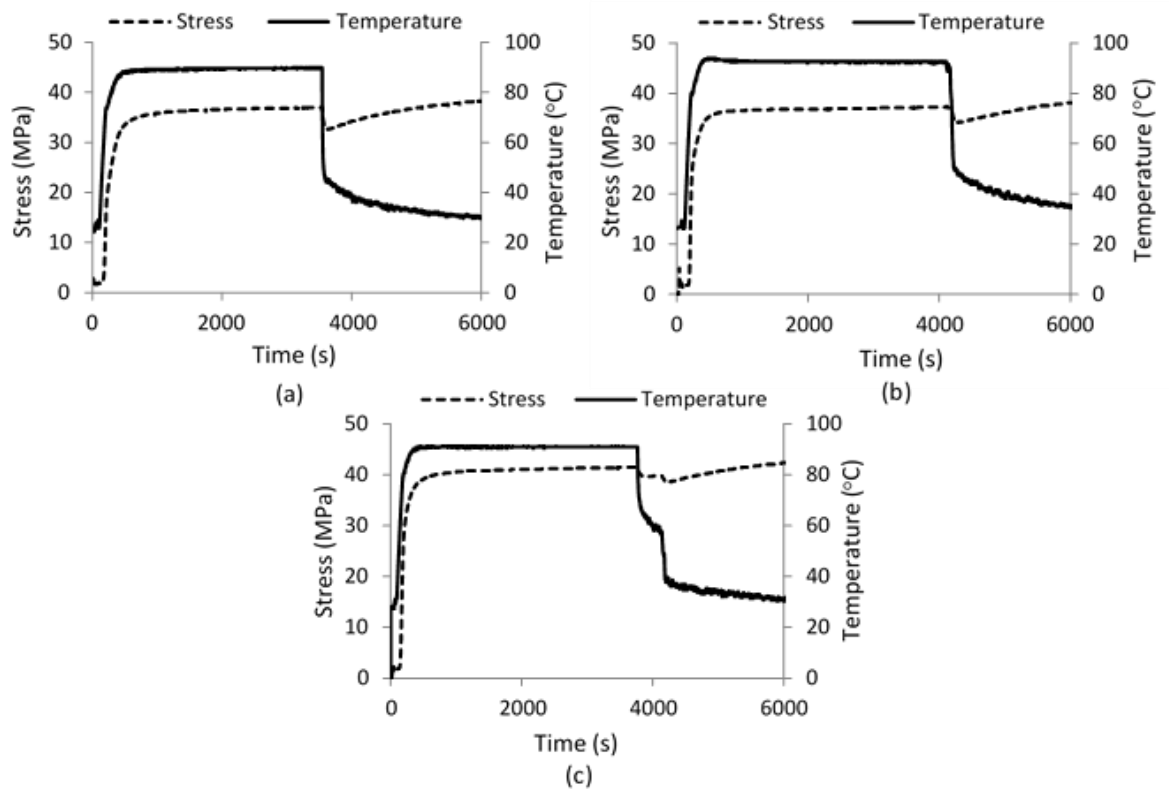 Stress Temperature
50 100
40 80
30 60
20 40
10 20
0 0
0 2000 4000 6000
Stress (MPa)
Temperature (°C)
Time (s)
(a)
Stress Temperature
50 100
40 80
30 60
20 40
10 20
0 0
0 2000 4000 6000
Stress (MPa)
Temperature (°C)
Time (s)
(b)
Stress Temperature
50 100
40 80
30 60
20 40
10 20
0 0
0 2000 4000 6000
Stress (MPa)
Temperature (°C)
Time (s)
(c)